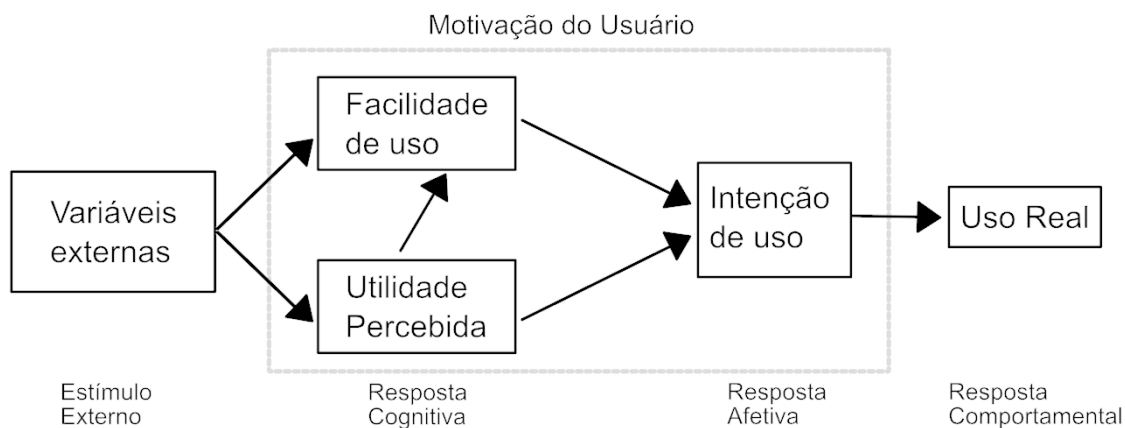 Motivação do Usuário
Facilidade
de uso
Variáveis
externas
Utilidade
Percebida
Intenção
de uso
Uso Real
Estímulo
Externo
Resposta
Cognitiva
Resposta
Afetiva
Resposta
Comportamental